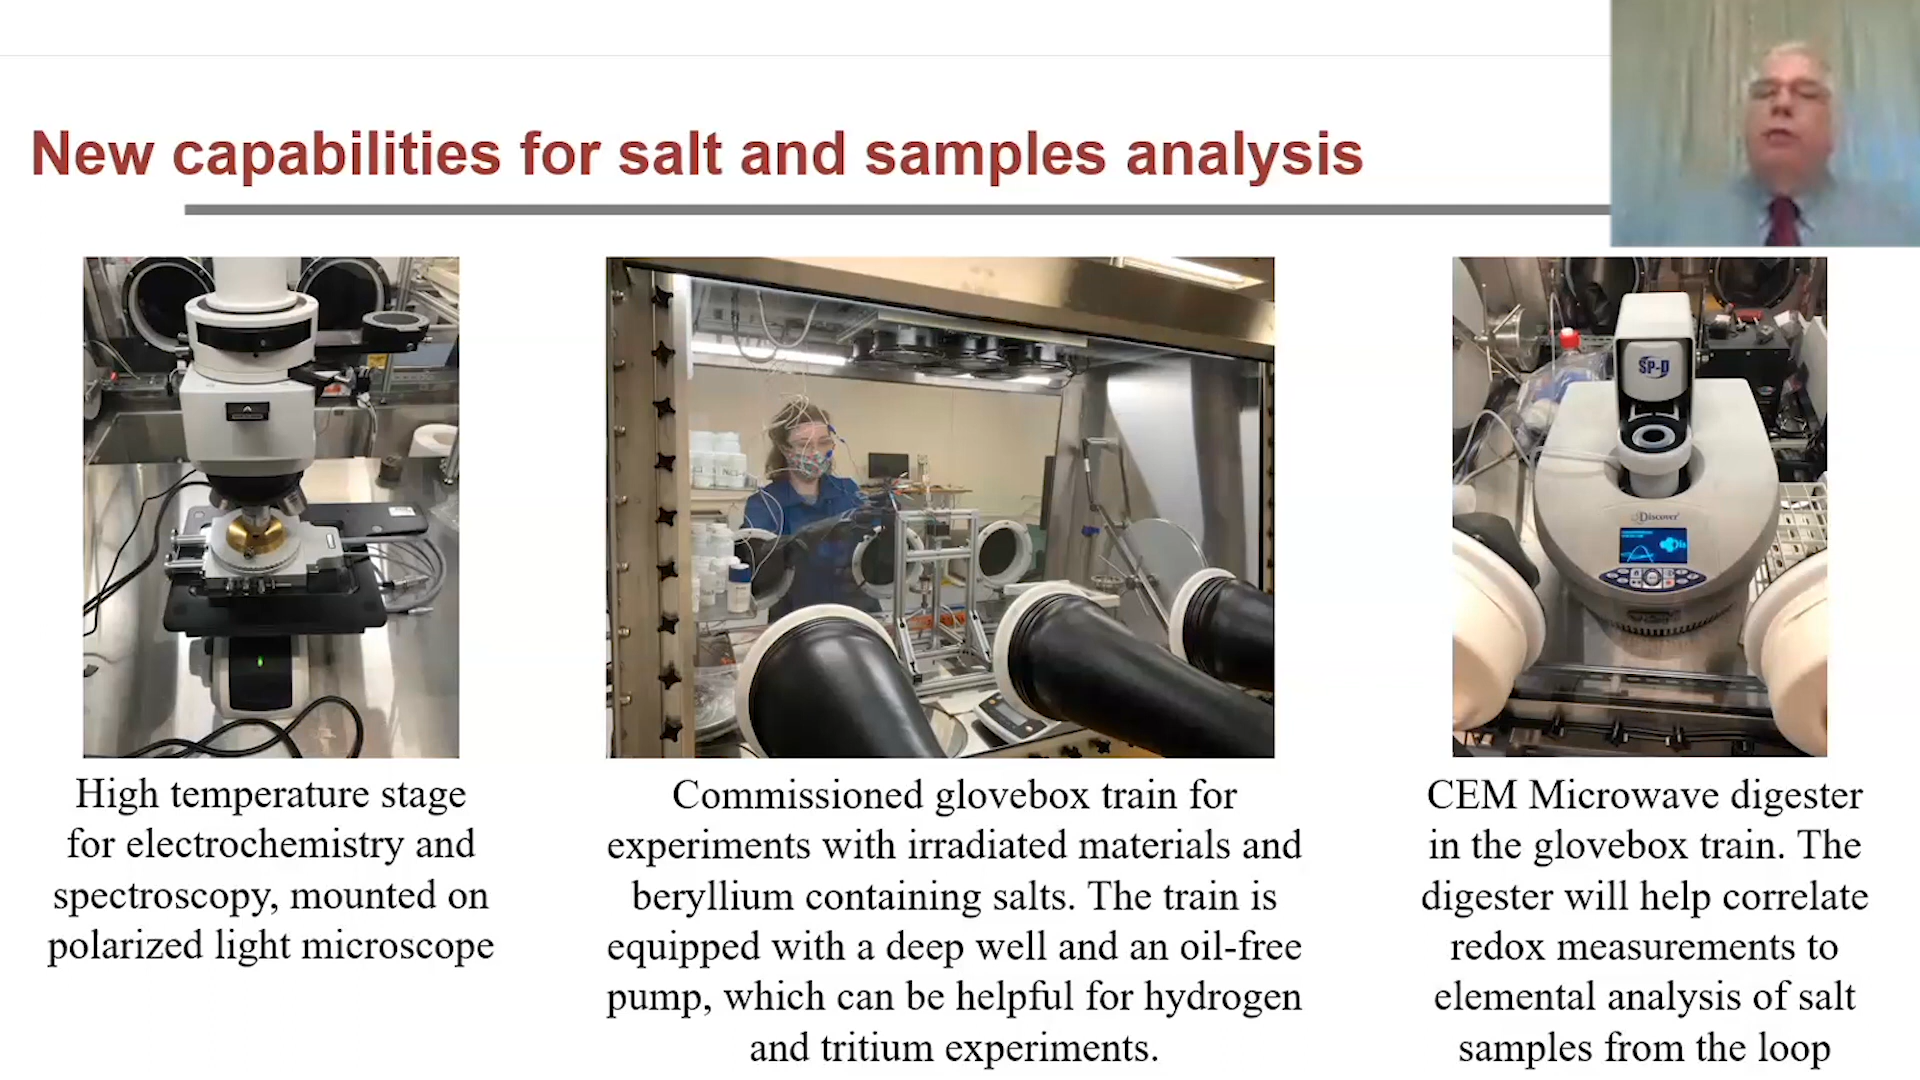 New capabilities for salt and samples analysis
SP-D
Discover
High temperature stage
for electrochemistry and
spectroscopy, mounted on
polarized light microscope
Commissioned glovebox train for
experiments with irradiated materials and
beryllium containing salts. The train is
equipped with a deep well and an oil-free
pump, which can be helpful for hydrogen
and tritium experiments.
CEM Microwave digester
in the glovebox train. The
digester will help correlate
redox measurements to
elemental analysis of salt
samples from the loop